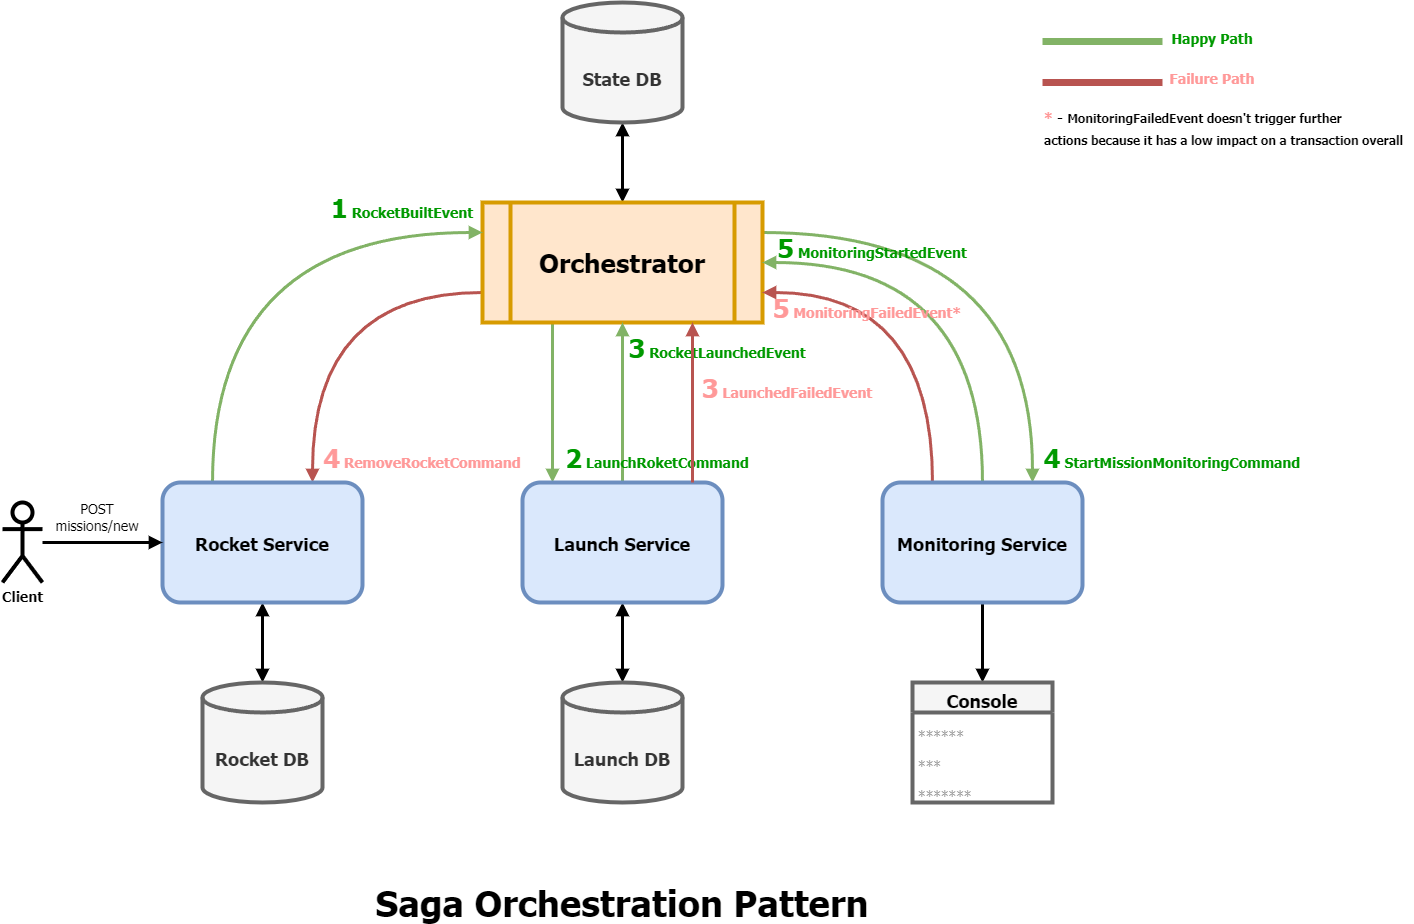 State DB
Happy Path
Failure Path
* - MonitoringFailedEvent doesn't trigger further
actions because it has a low impact on a transaction overall
1 RocketBuiltEvent
Orchestrator
5 MonitoringStartedEvent
5 MonitoringFailedEvent*
3 RocketLaunchedEvent
3 LaunchedFailedEvent
4 RemoveRocketCommand
2 LaunchRoketCommand
4 StartMissionMonitoringCommand
POST
missions/new
Client
Rocket Service
Launch Service
Monitoring Service
Rocket DB
Launch DB
Console
******
***
*******
Saga Orchestration Pattern